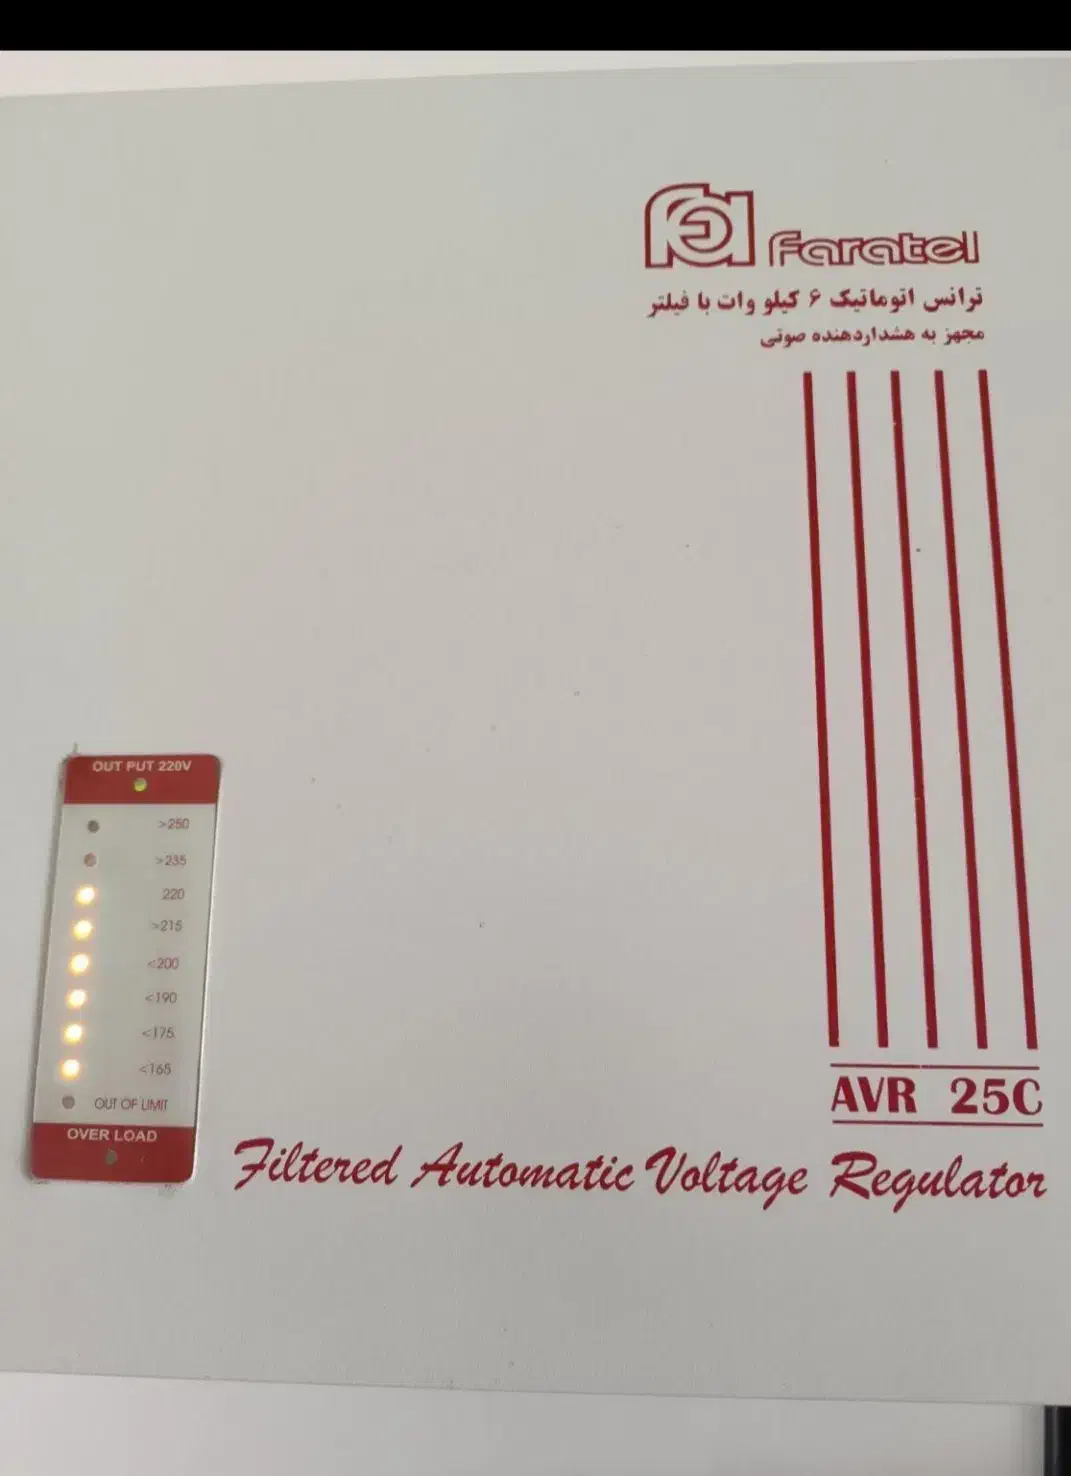 Faratel
ترانس اتوماتیک ۶ کیلو وات با فیلتر
مجهز به هشداردهنده صوتی
OUT PUT 220V
>250
>235
220
>215
<200
<190
<175
<165
OUT OF LIMIT
OVER LOAD
AVR 25C
Filtered Automatic Voltage Regulator